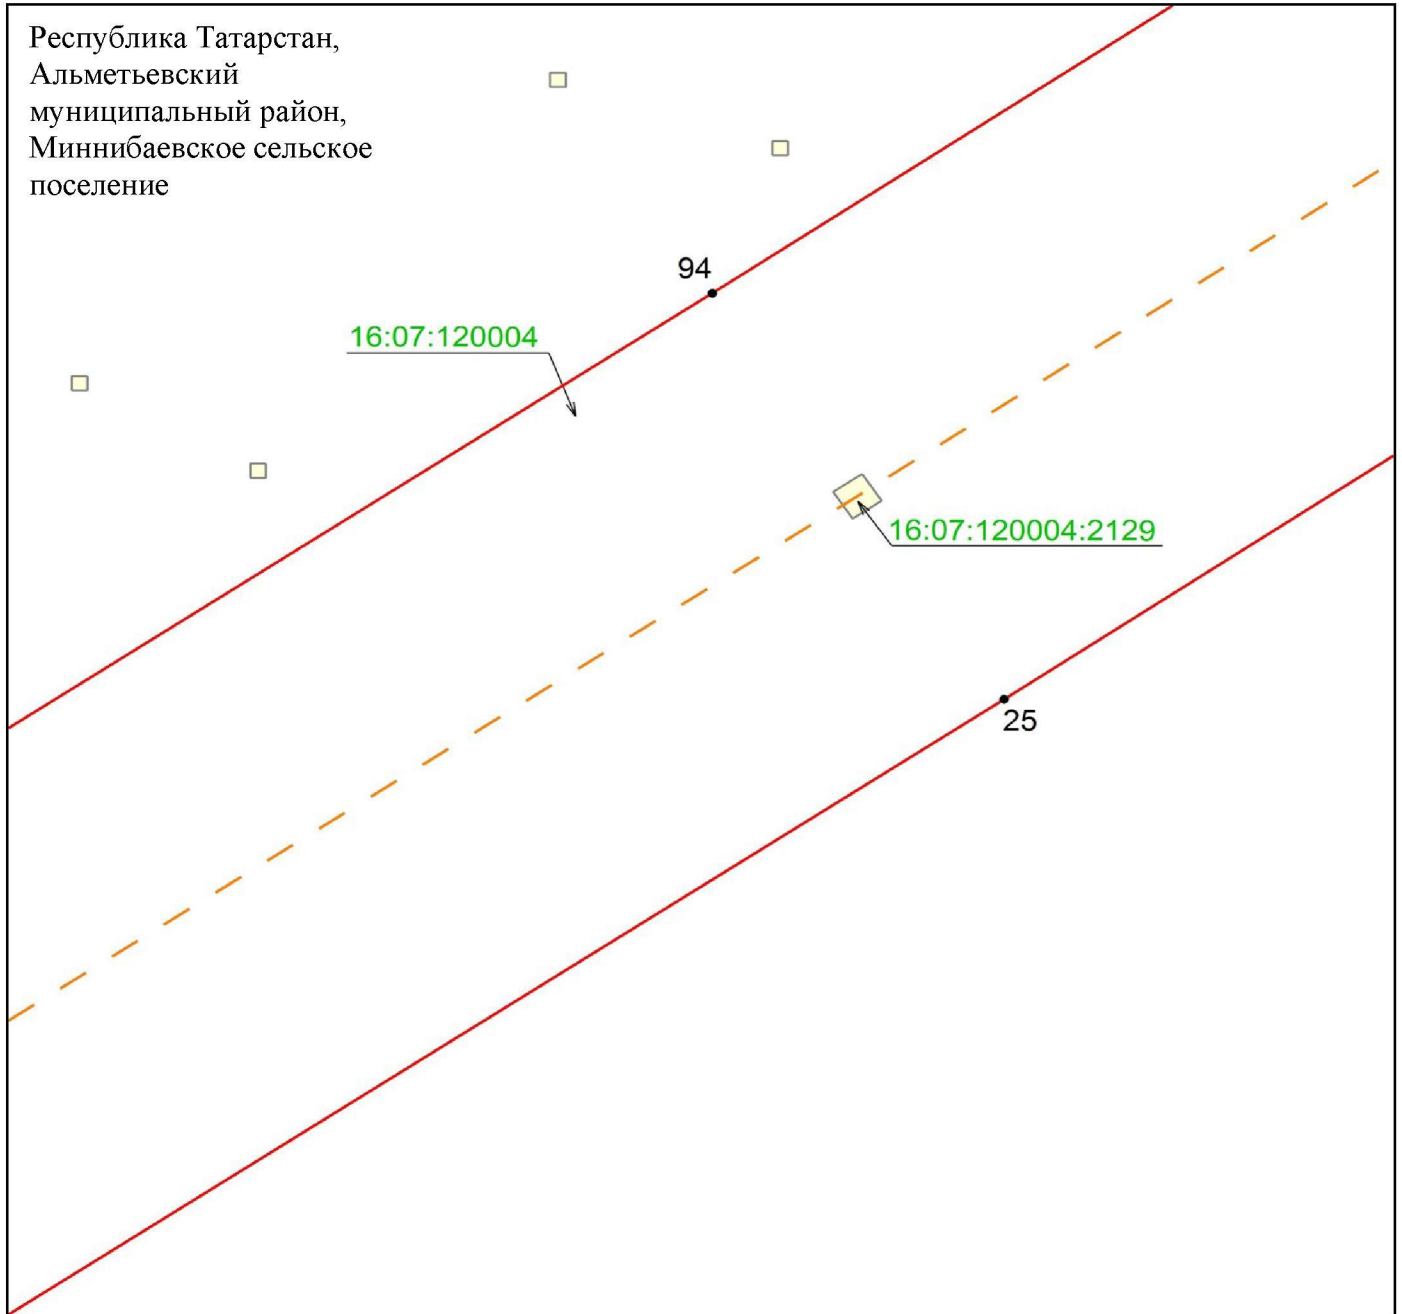 Республика Татарстан,
Альметьевский
муниципальный район,
Миннибаевское сельское
поселение
94
16:07:120004
16:07:120004:2129
25